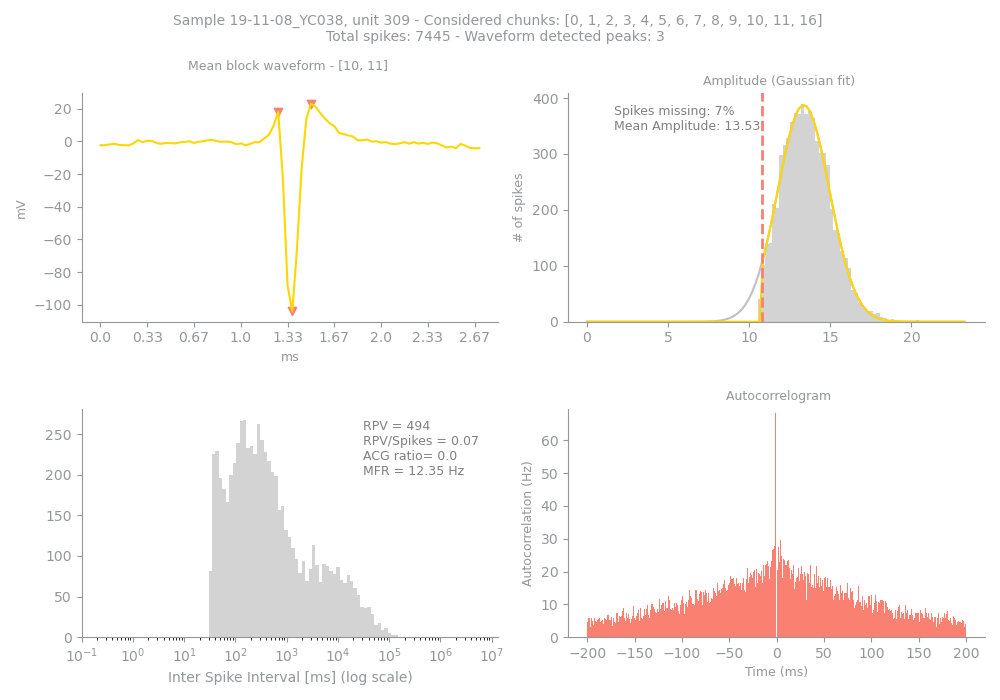 Sample 19-11-08_YC038, unit 309 - Considered chunks: [0, 1, 2, 3, 4, 5, 6, 7, 8, 9, 10, 11, 16]
Total spikes: 7445 - Waveform detected peaks: 3
Mean block waveform - [10, 11]
20
0
−20
−40
−60
−80
−100
mV
0.0 0.33 0.67 1.0 1.33 1.67 2.0 2.33 2.67
ms
Amplitude (Gaussian fit)
Spikes missing: 7%
Mean Amplitude: 13.53
400
300
200
100
0
# of spikes
0 5 10 15 20
RPV = 494
RPV/Spikes = 0.07
ACG ratio= 0.0
MFR = 12.35 Hz
250
200
150
100
50
0
10⁻¹ 10⁰ 10¹ 10² 10³ 10⁴ 10⁵ 10⁶ 10⁷
Inter Spike Interval [ms] (log scale)
Autocorrelogram
60
50
40
30
20
10
0
Autocorrelation (Hz)
−200 −150 −100 −50 0 50 100 150 200
Time (ms)